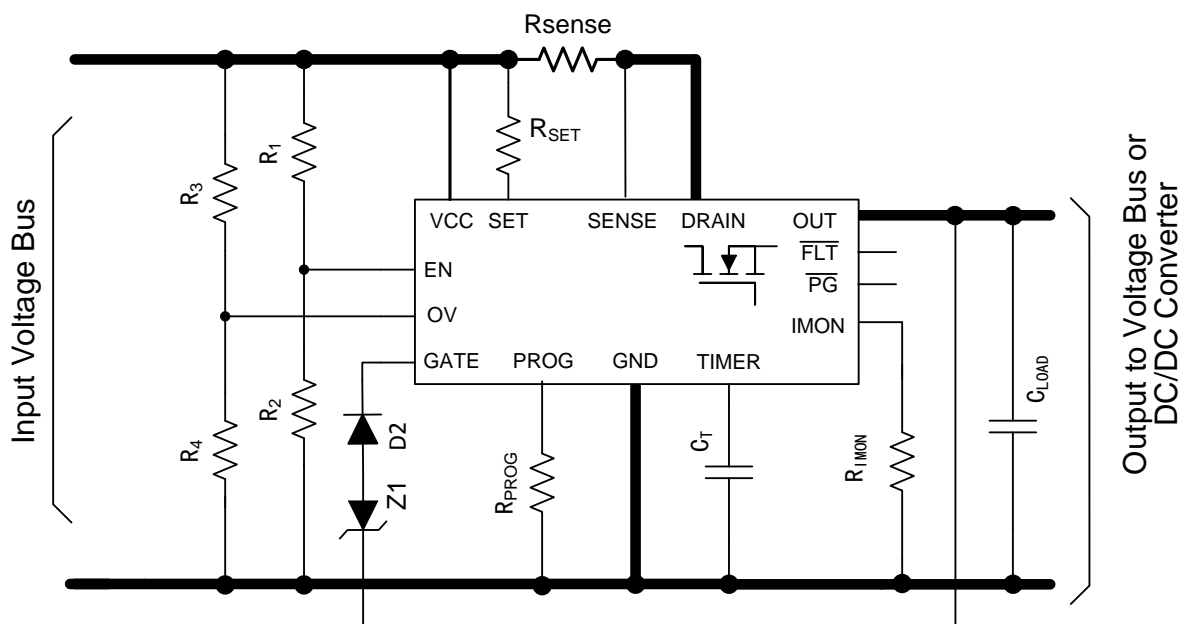 Rsense
RSET
R1
R3
VCC
SET
SENSE
DRAIN
OUT
FLT
EN
PG
OV
IMON
GATE
PROG
GND
TIMER
R2
R4
D2
Z1
RPROG
CT
RIMON
CLOAD
Input Voltage Bus
Output to Voltage Bus or
DC/DC Converter